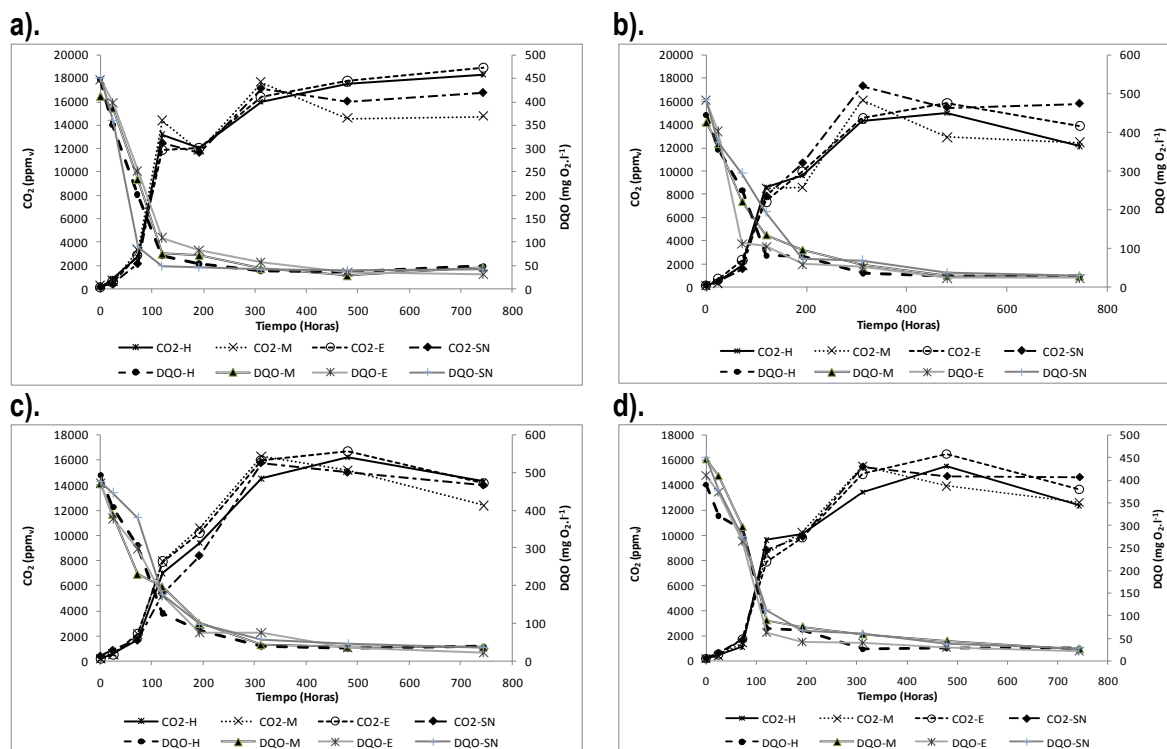 a).
CO2 (ppmv)
20000
18000
16000
14000
12000
10000
8000
6000
4000
2000
0
500
450
400
350
300
250
200
150
100
50
0
DQO (mg O2.l-1)
0 100 200 300 400 500 600 700 800
Tiempo (Horas)
CO2-H CO2-M CO2-E CO2-SN
DQO-H DQO-M DQO-E DQO-SN
b).
CO2 (ppmv)
20000
18000
16000
14000
12000
10000
8000
6000
4000
2000
0
600
500
400
300
200
100
0
DQO (mg O2.l-1)
0 200 400 600 800
Tiempo (Horas)
CO2-H CO2-M CO2-E CO2-SN
DQO-H DQO-M DQO-E DQO-SN
c).
CO2 (ppmv)
18000
16000
14000
12000
10000
8000
6000
4000
2000
0
600
500
400
300
200
100
0
DQO (mg O2.l-1)
0 100 200 300 400 500 600 700 800
Tiempo (Horas)
CO2-H CO2-M CO2-E CO2-SN
DQO-H DQO-M DQO-E DQO-SN
d).
CO2 (ppmv)
18000
16000
14000
12000
10000
8000
6000
4000
2000
0
500
450
400
350
300
250
200
150
100
50
0
DQO (mg O2.l-1)
0 100 200 300 400 500 600 700 800
Tiempo (Horas)
CO2-H CO2-M CO2-E CO2-SN
DQO-H DQO-M DQO-E DQO-SN